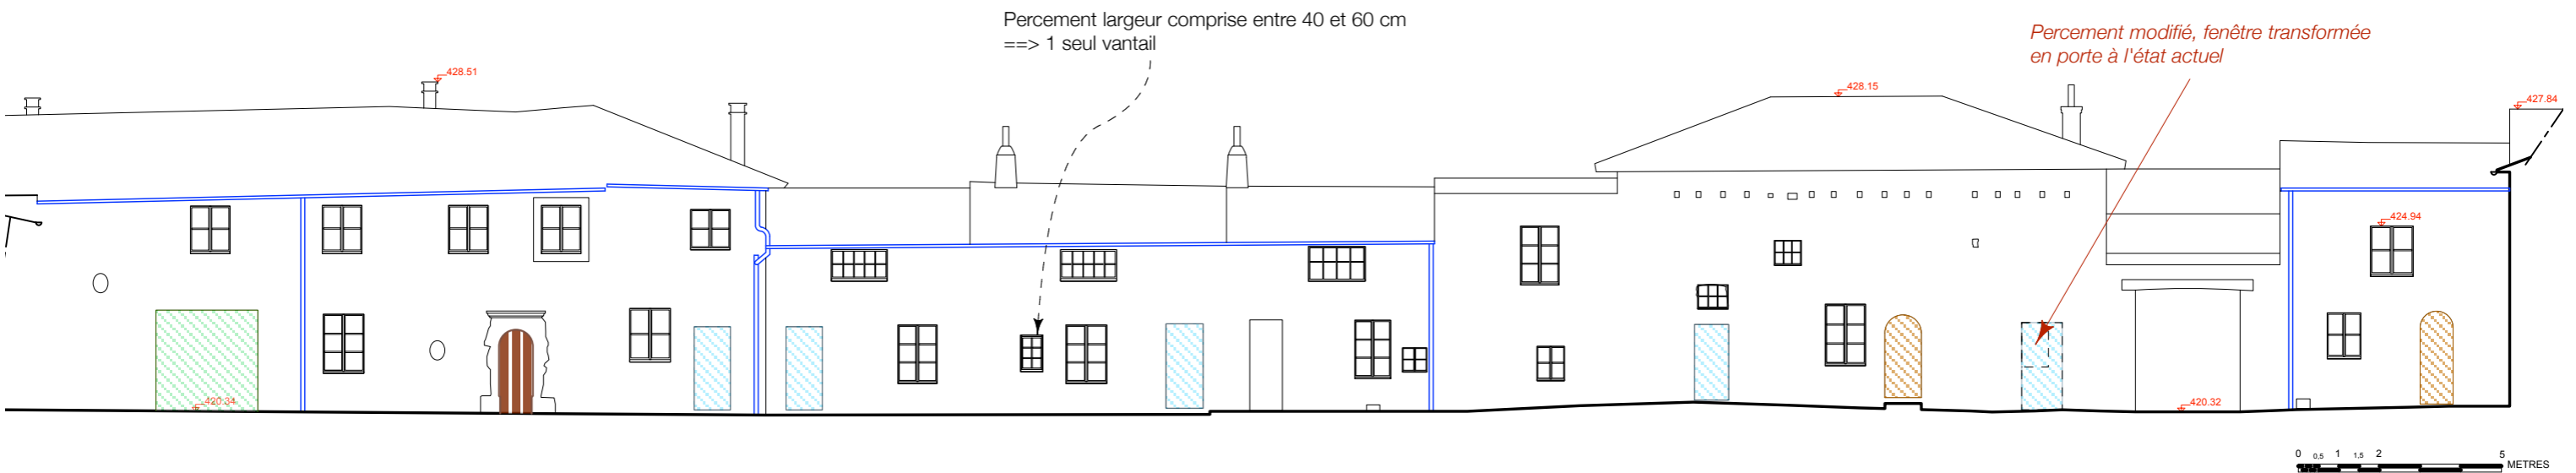 Percement largeur comprise entre 40 et 60 cm
==> 1 seul vantail
Percement modifié, fenêtre transformée
en porte à l'état actuel
428.51
428.15
427.84
424.94
420.34
420.32
0 0,5 1 1,5 2 5
METRES